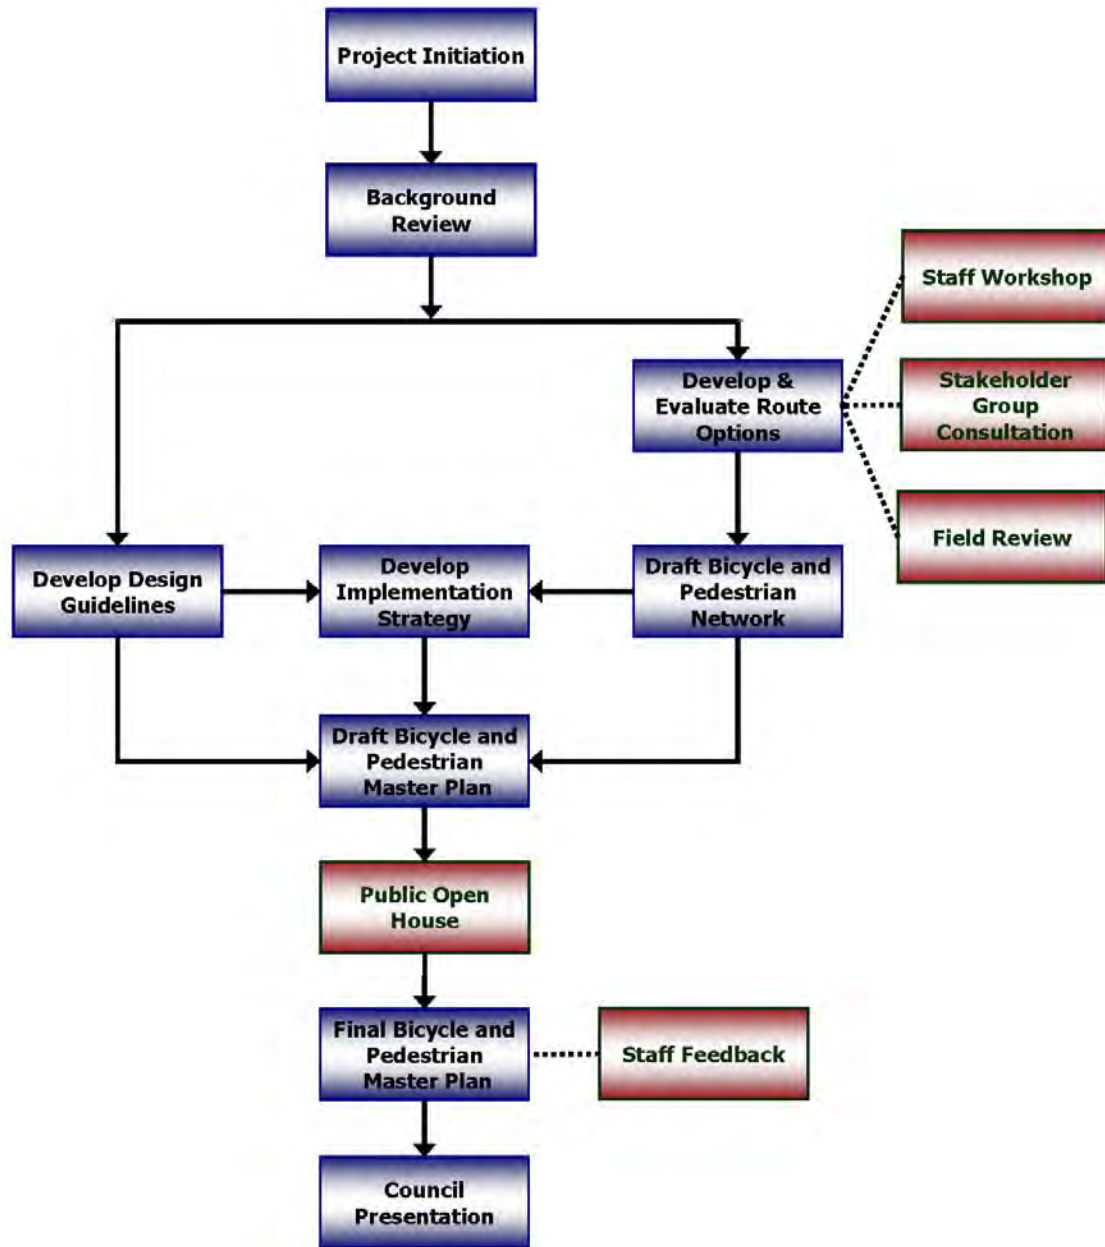 Project Initiation
Background
Review
Staff Workshop
Develop &
Evaluate Route
Options
Stakeholder
Group
Consultation
Field Review
Develop Design
Guidelines
Develop
Implementation
Strategy
Draft Bicycle and
Pedestrian
Network
Draft Bicycle and
Pedestrian
Master Plan
Public Open
House
Final Bicycle and
Pedestrian
Master Plan
Staff Feedback
Council
Presentation